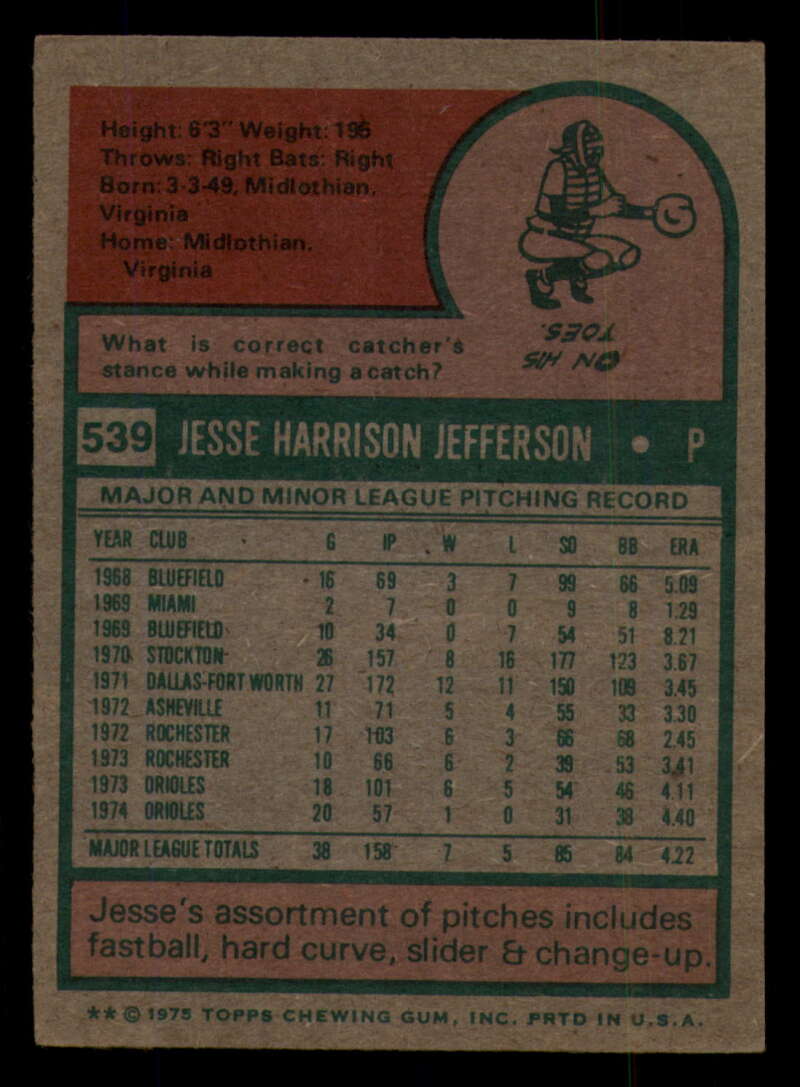 Height: 6'3" Weight: 195
Throws: Right Bats: Right
Born: 3-3-49, Midlothian,
Virginia
Home: Midlothian,
Virginia
What is correct catcher's
stance while making a catch?
ON HIS
TOES.
539 JESSE HARRISON JEFFERSON • P
MAJOR AND MINOR LEAGUE PITCHING RECORD
YEAR CLUB G IP W L SO BB ERA
1968 BLUEFIELD 16 69 3 7 99 66 5.09
1969 MIAMI 2 7 0 0 9 8 1.29
1969 BLUEFIELD 10 34 0 7 54 51 8.21
1970 STOCKTON 26 157 8 16 177 123 3.67
1971 DALLAS-FORT WORTH 27 172 12 11 150 109 3.45
1972 ASHEVILLE 11 71 5 4 55 33 3.30
1972 ROCHESTER 17 103 6 3 66 68 2.45
1973 ROCHESTER 10 66 6 2 39 53 3.41
1973 ORIOLES 18 101 6 5 54 46 4.11
1974 ORIOLES 20 57 1 0 31 38 4.40
MAJOR LEAGUE TOTALS 38 158 7 5 85 84 4.22
Jesse's assortment of pitches includes
fastball, hard curve, slider & change-up.
** © 1975 TOPPS CHEWING GUM, INC. PRTD IN U.S.A.